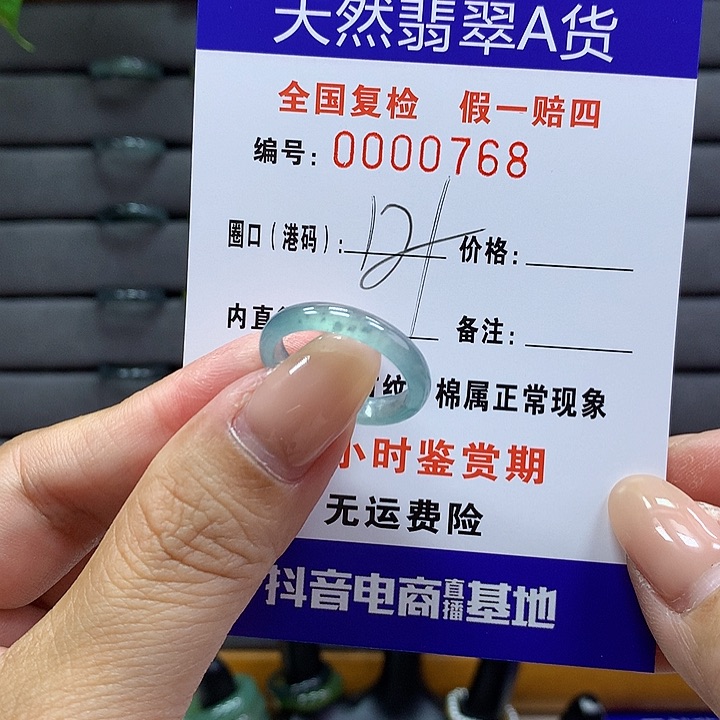 天然翡翠A货
全国复检 假一赔四
编号: 0000768
圈口(港码): 价格:
内直 备注:
纹、棉属正常现象
小时鉴赏期
无运费险
抖音电商直播基地